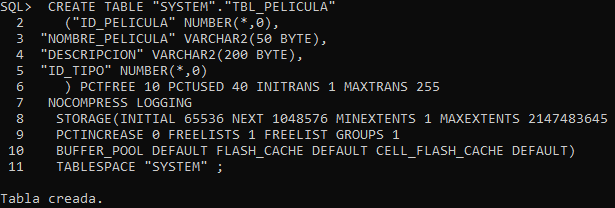 SQL>  CREATE TABLE "SYSTEM"."TBL_PELICULA"
  2      ("ID_PELICULA" NUMBER(*,0),
  3  "NOMBRE_PELICULA" VARCHAR2(50 BYTE),
  4  "DESCRIPCION" VARCHAR2(200 BYTE),
  5  "ID_TIPO" NUMBER(*,0)
  6      ) PCTFREE 10 PCTUSED 40 INITRANS 1 MAXTRANS 255
  7   NOCOMPRESS LOGGING
  8    STORAGE(INITIAL 65536 NEXT 1048576 MINEXTENTS 1 MAXEXTENTS 2147483645
  9    PCTINCREASE 0 FREELISTS 1 FREELIST GROUPS 1
 10    BUFFER_POOL DEFAULT FLASH_CACHE DEFAULT CELL_FLASH_CACHE DEFAULT)
 11    TABLESPACE "SYSTEM" ;
Tabla creada.